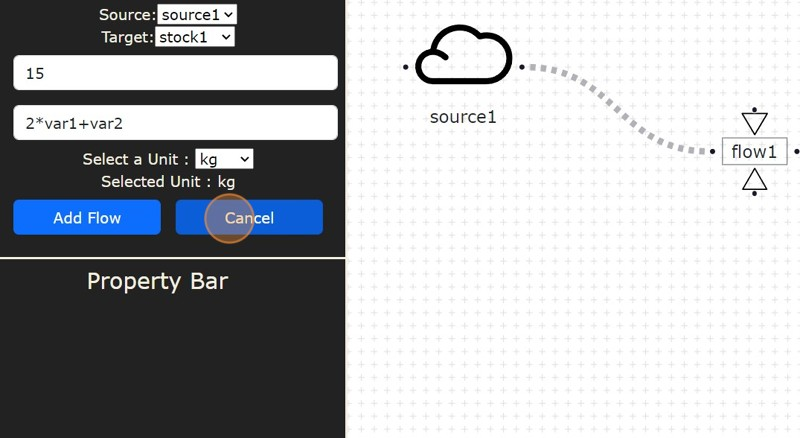 Source: source1
Target: stock1
15
2*var1+var2
Select a Unit : kg
Selected Unit : kg
Add Flow Cancel
Property Bar
source1
flow1